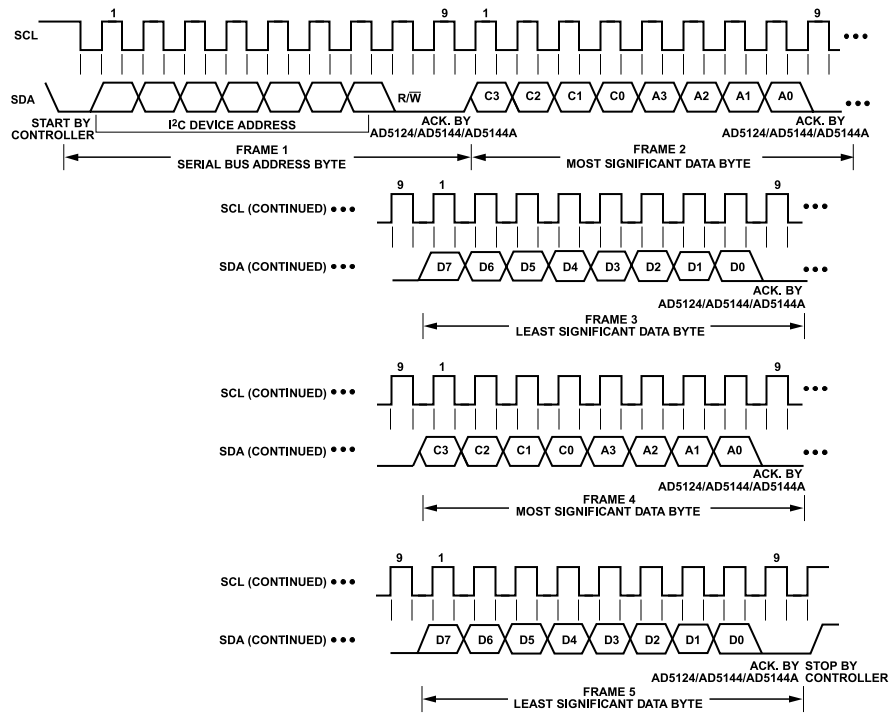 1 9 1 9
SCL
SDA R/W̅ C3 C2 C1 C0 A3 A2 A1 A0
START BY CONTROLLER
I²C DEVICE ADDRESS
ACK. BY
AD5124/AD5144/AD5144A
ACK. BY
AD5124/AD5144/AD5144A
FRAME 1
SERIAL BUS ADDRESS BYTE
FRAME 2
MOST SIGNIFICANT DATA BYTE
9 1 9
SCL (CONTINUED)
SDA (CONTINUED) D7 D6 D5 D4 D3 D2 D1 D0
ACK. BY
AD5124/AD5144/AD5144A
FRAME 3
LEAST SIGNIFICANT DATA BYTE
9 1 9
SCL (CONTINUED)
SDA (CONTINUED) C3 C2 C1 C0 A3 A2 A1 A0
ACK. BY
AD5124/AD5144/AD5144A
FRAME 4
MOST SIGNIFICANT DATA BYTE
9 1 9
SCL (CONTINUED)
SDA (CONTINUED) D7 D6 D5 D4 D3 D2 D1 D0
ACK. BY
AD5124/AD5144/AD5144A
STOP BY
CONTROLLER
FRAME 5
LEAST SIGNIFICANT DATA BYTE